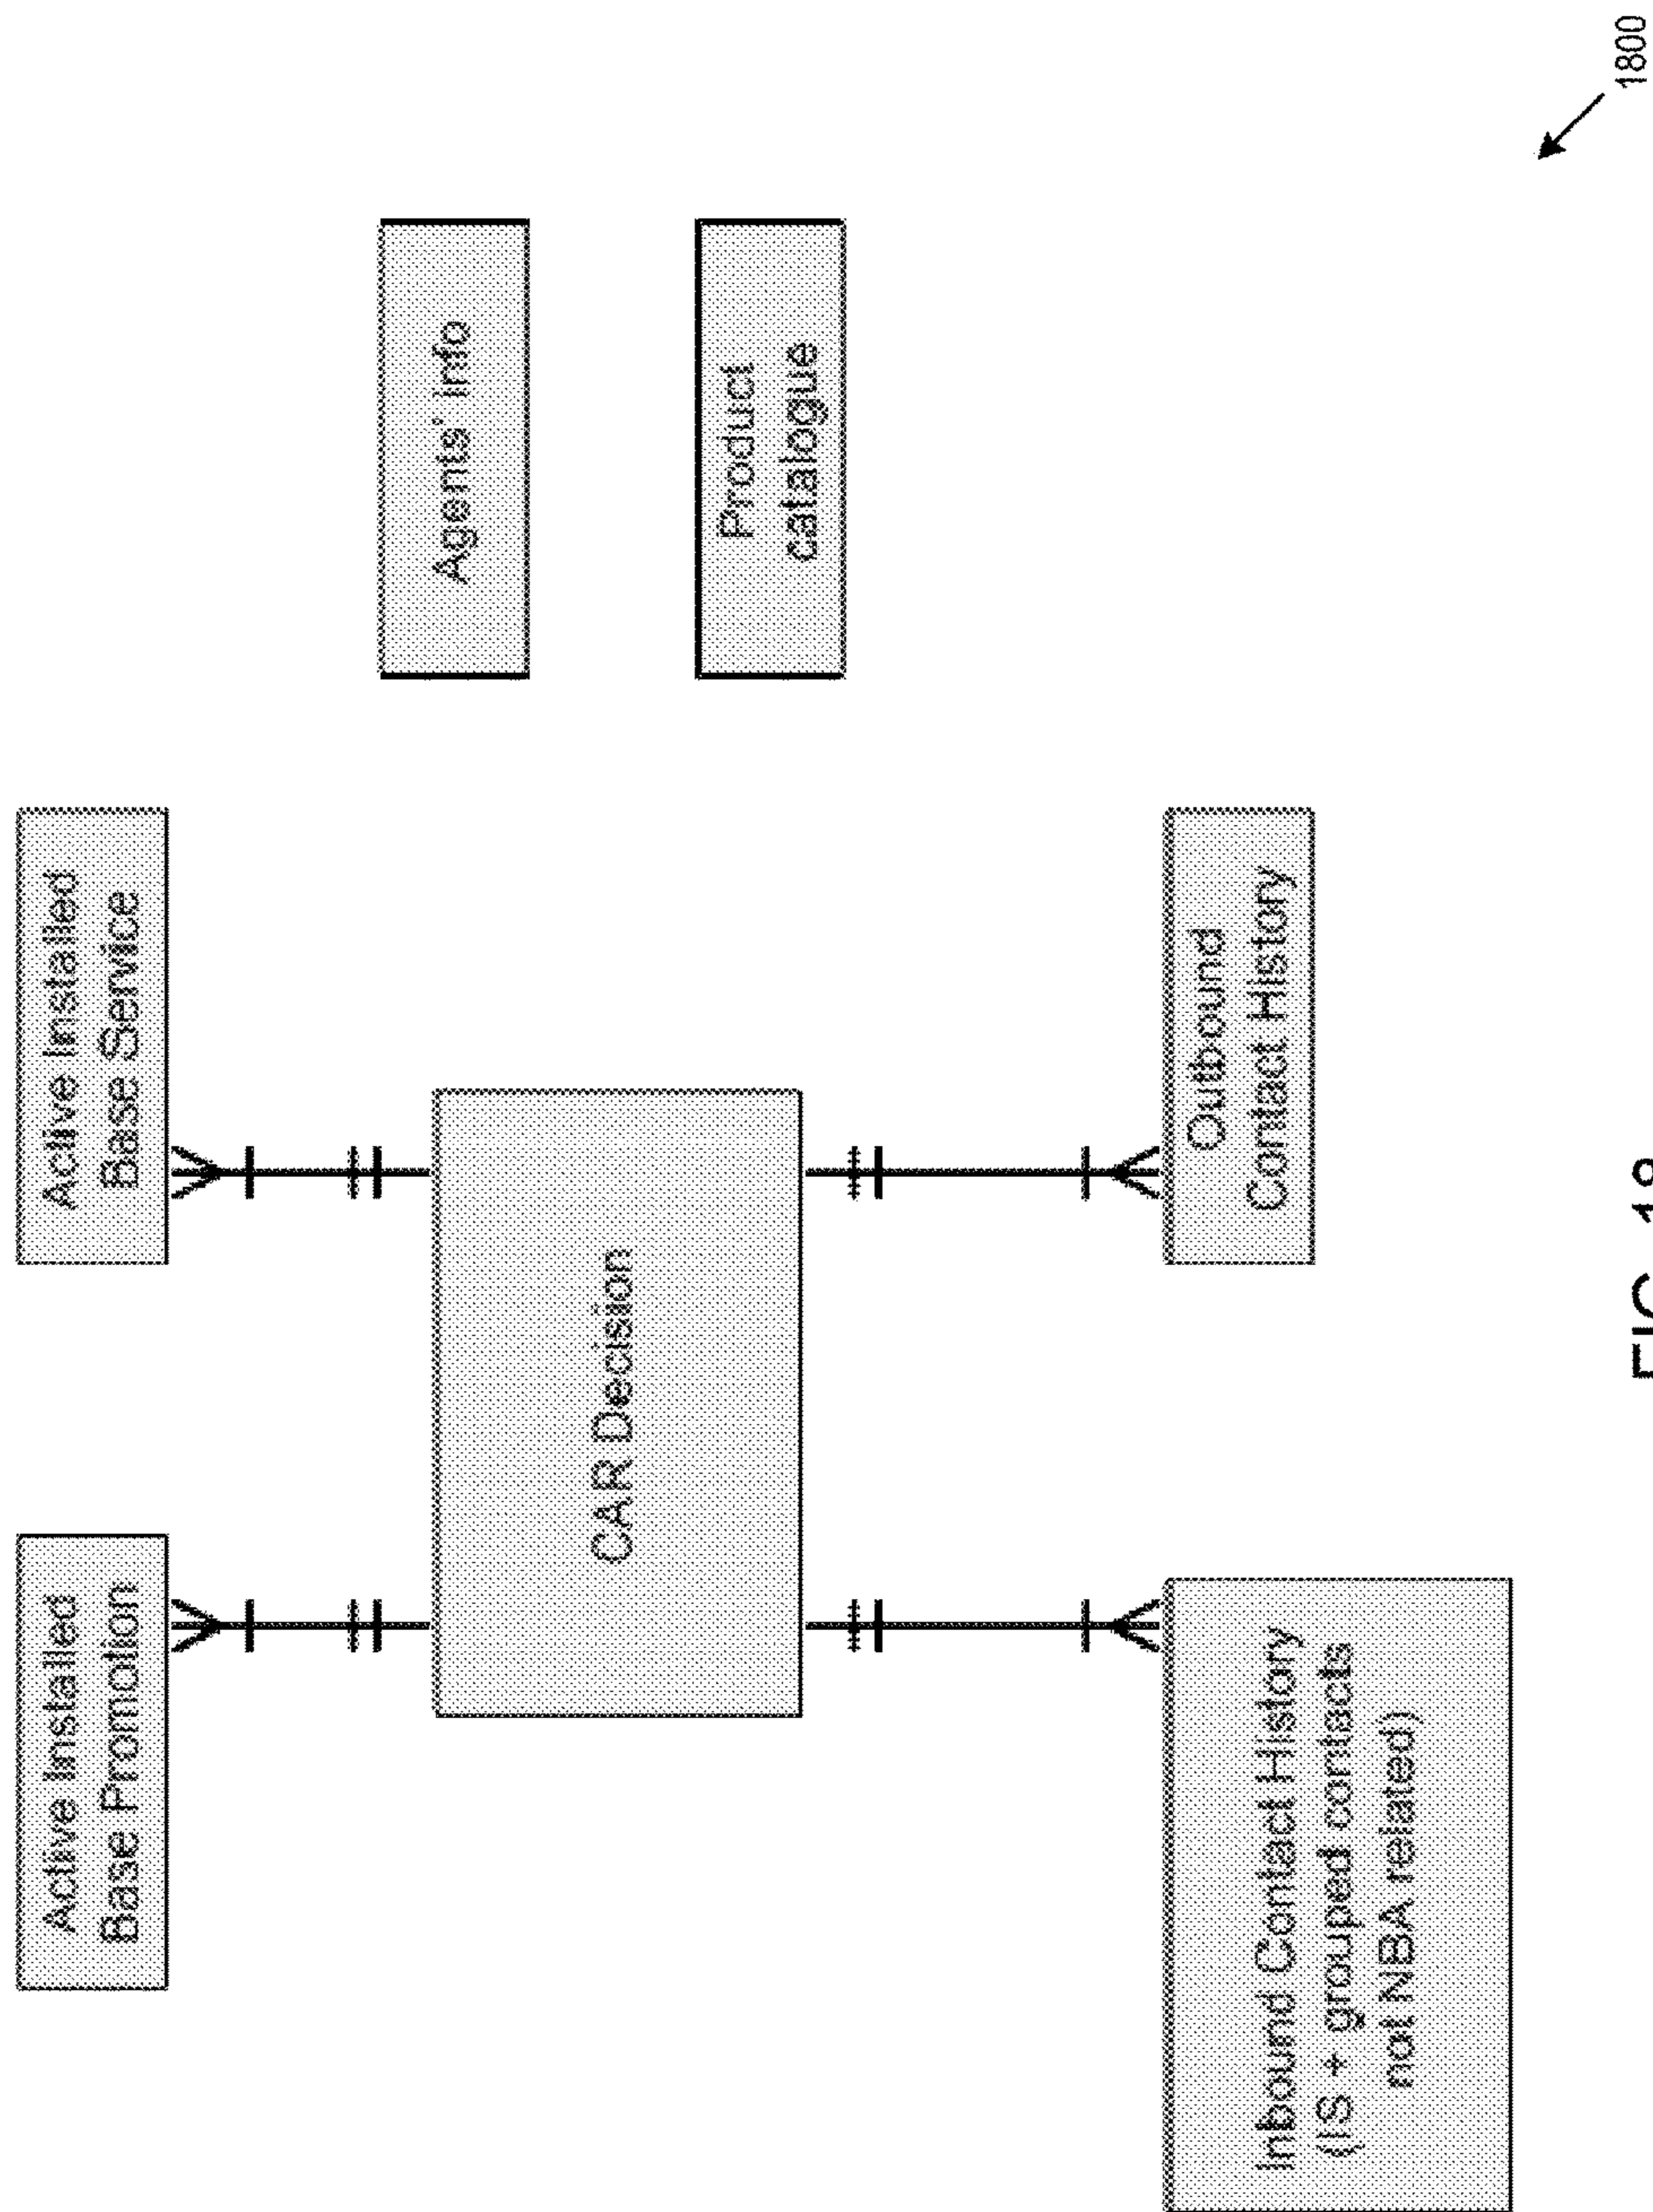 Active Installed
Base Promotion
Active Installed
Base Service
CAR Decision
Agents' info
Product
catalogue
Inbound Contact History
(IS + grouped contacts
not NBA related)
Outbound
Contact History
1800
FIG. 18